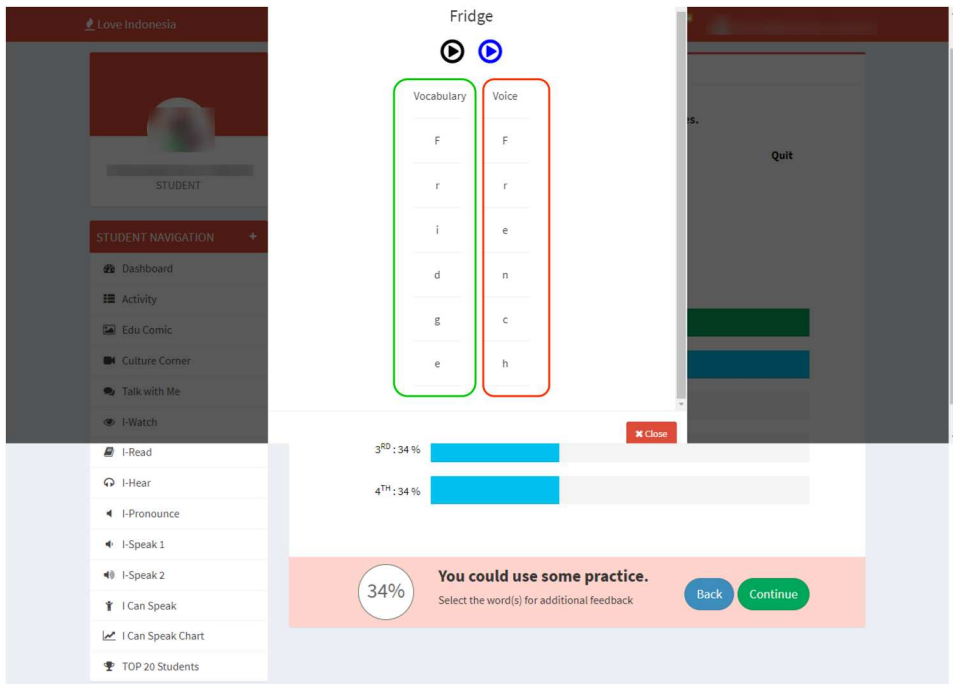 Love Indonesia
STUDENT
STUDENT NAVIGATION +
Dashboard
Activity
Edu Comic
Culture Corner
Talk with Me
I-Watch
I-Read
I-Hear
I-Pronounce
I-Speak 1
I-Speak 2
I Can Speak
I Can Speak Chart
TOP 20 Students
Fridge
Vocabulary Voice
F F
r r
i e
d n
g c
e h
es.
Quit
Close
3RD : 34 %
4TH : 34 %
34%
You could use some practice.
Select the word(s) for additional feedback
Back Continue